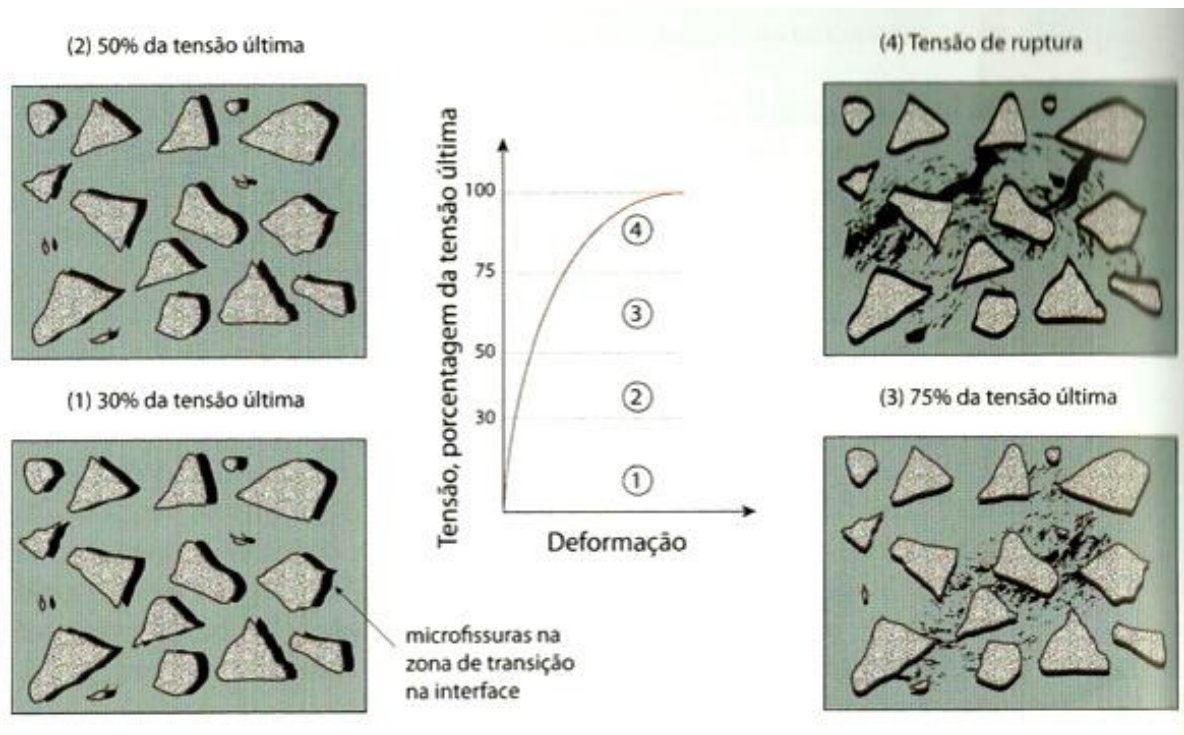 (2) 50% da tensão última
(4) Tensão de ruptura
Tensão, porcentagem da tensão última
100
75
50
30
4
3
2
1
Deformação
(1) 30% da tensão última
(3) 75% da tensão última
microfissuras na
zona de transição
na interface